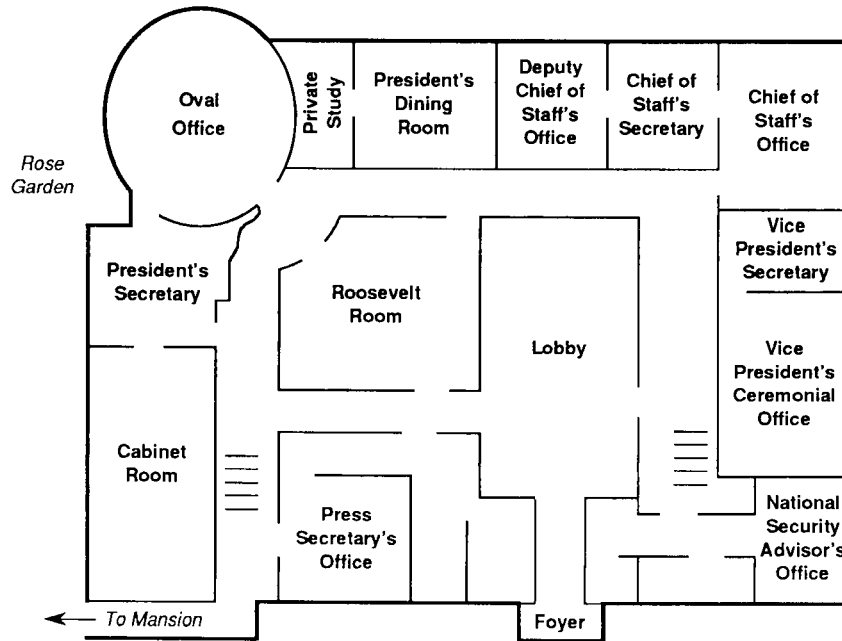 Oval
Office
Private
Study
President's
Dining
Room
Deputy
Chief of
Staff's
Office
Chief of
Staff's
Secretary
Chief of
Staff's
Office
Rose
Garden
President's
Secretary
Roosevelt
Room
Lobby
Vice
President's
Secretary
Vice
President's
Ceremonial
Office
Cabinet
Room
Press
Secretary's
Office
National
Security
Advisor's
Office
To Mansion
Foyer